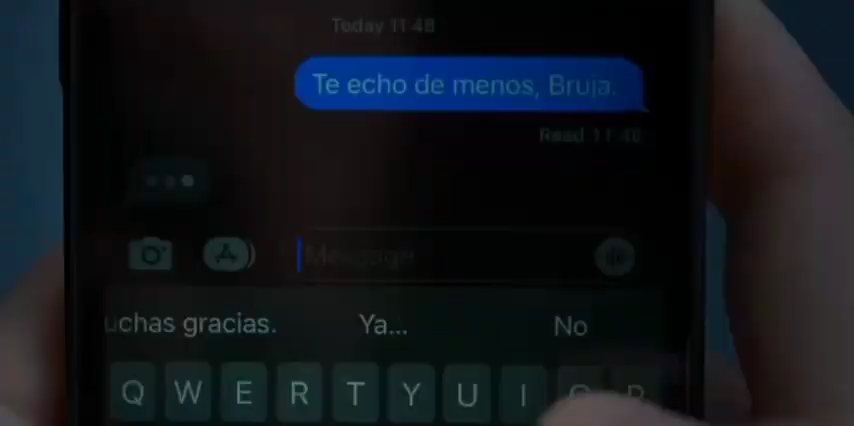 Today 11:48
Te echo de menos, Bruja.
Read 11:48
Message
uchas gracias. Ya... No
Q W E R T Y U I O P